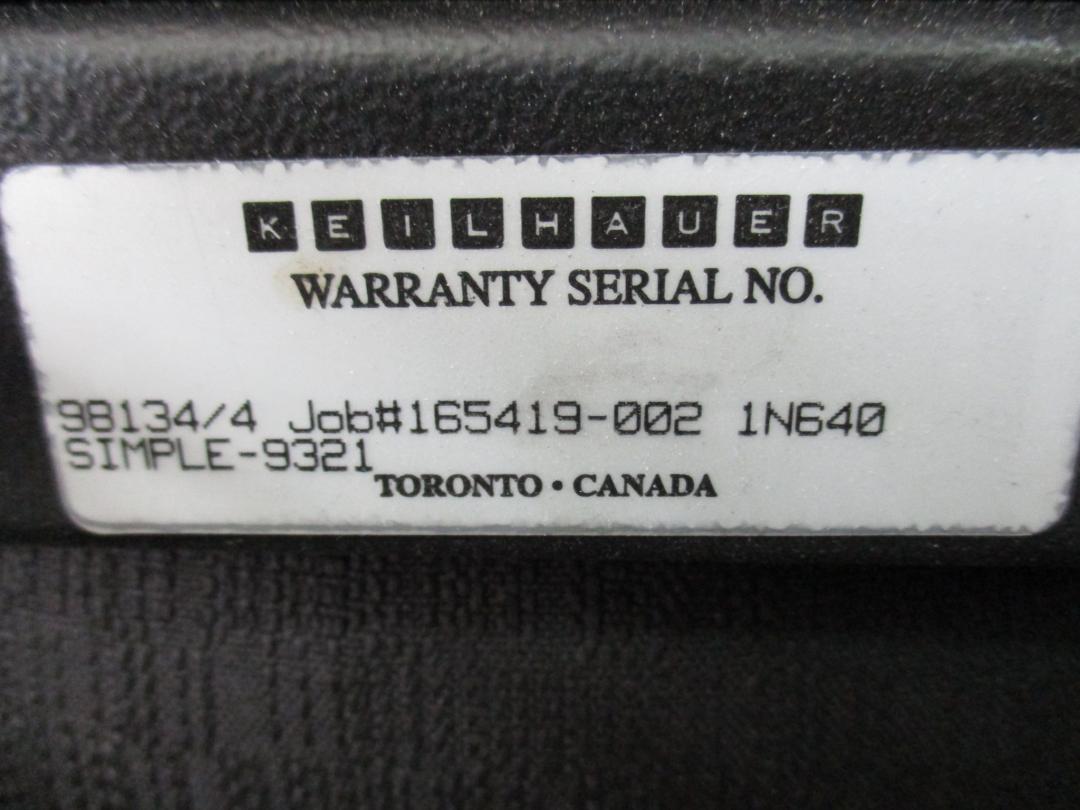 KEILHAUER
WARRANTY SERIAL NO.
98134/4 Job#165419-002 1N640
SIMPLE-9321
TORONTO • CANADA